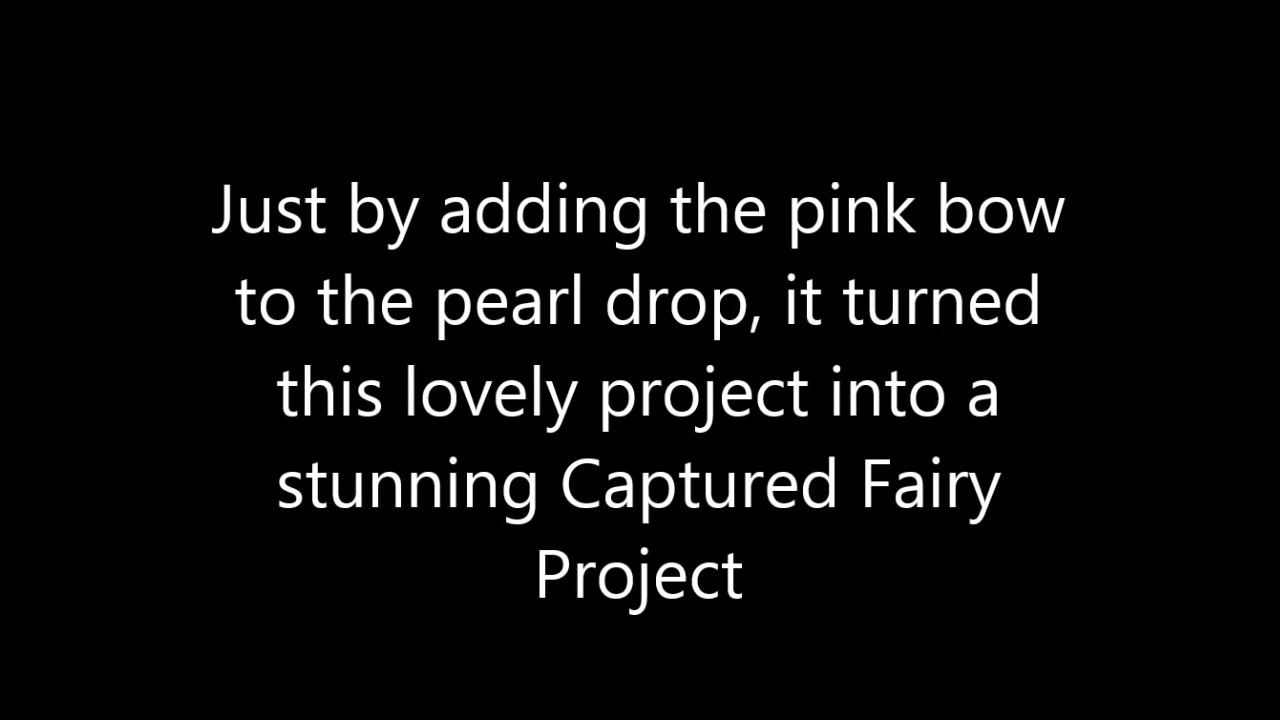 Just by adding the pink bow
to the pearl drop, it turned
this lovely project into a
stunning Captured Fairy
Project